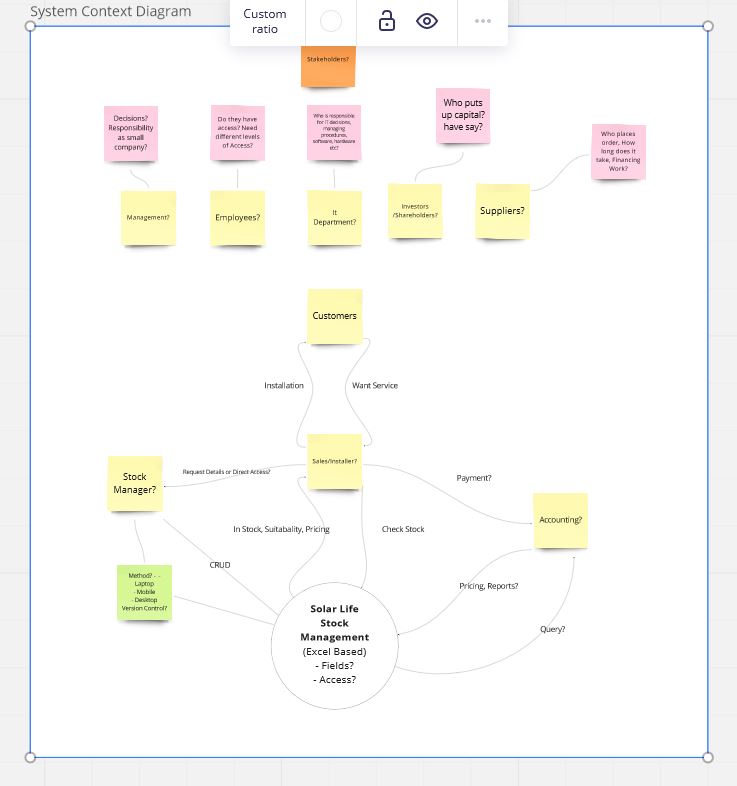 System Context Diagram
Custom
ratio
Stakeholders?
Decisions?
Responsibility
as small
company?
Do they have
access? Need
different levels
of Access?
Who is responsible
for IT decisions,
managing
procedures,
software, hardware
etc?
Who puts
up capital?
have say?
Who places
order, How
long does it
take, Financing
Work?
Management?
Employees?
It
Department?
Investors
/Shareholders?
Suppliers?
Customers
Installation
Want Service
Sales/Installer?
Request Details or Direct Access?
Stock
Manager?
Payment?
Accounting?
In Stock, Suitabality, Pricing
Check Stock
CRUD
Method? - -
Laptop
- Mobile
- Desktop
Version Control?
Pricing, Reports?
Query?
Solar Life
Stock
Management
(Excel Based)
- Fields?
- Access?